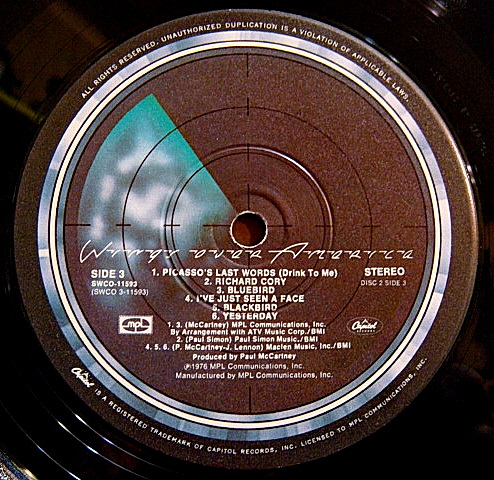 ALL RIGHTS RESERVED. UNAUTHORIZED DUPLICATION IS A VIOLATION OF APPLICABLE LAWS.
Wings over America
SIDE 3
SWCO-11593
(SWCO 3-11593)
1. PICASSO'S LAST WORDS (Drink To Me)
2. RICHARD CORY
3. BLUEBIRD
4. I'VE JUST SEEN A FACE
5. BLACKBIRD
6. YESTERDAY
STEREO
DISC 2 SIDE 3
MPL
1. 3. (McCartney) MPL Communications, Inc.
By Arrangement with ATV Music Corp./BMI
2. (Paul Simon) Paul Simon Music/BMI
4. 5. 6. (P. McCartney-J. Lennon) Maclen Music, Inc./BMI
Produced by Paul McCartney
℗1976 MPL Communications, Inc.
Manufactured by MPL Communications, Inc.
Capitol
RECORDS
Capitol IS A REGISTERED TRADEMARK OF CAPITOL RECORDS, INC. LICENSED TO MPL COMMUNICATIONS, INC.